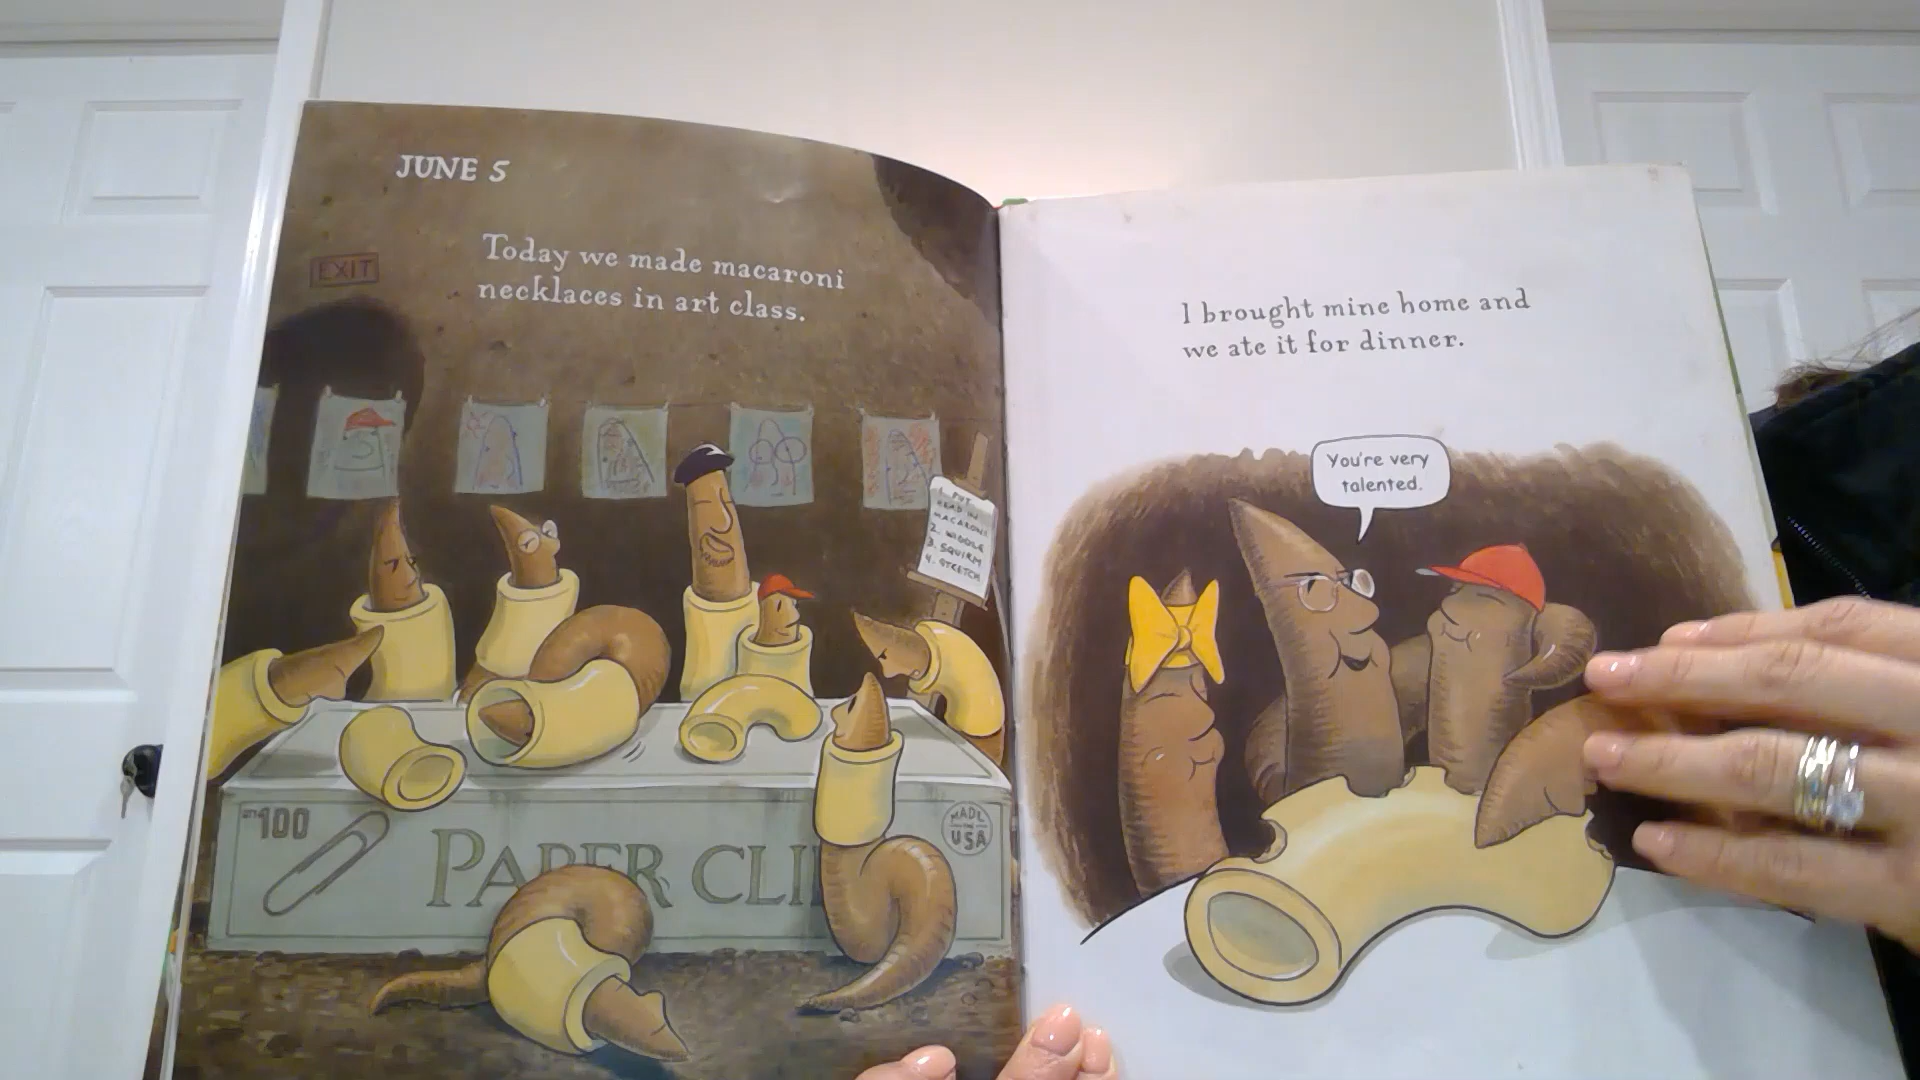 JUNE 5
Today we made macaroni
necklaces in art class.
EXIT
1. PUT
HEAD IN
MACARONI
2. WIGGLE
3. SQUIRM
4. STRETCH
100
PAPER CLI
MADE
USA
I brought mine home and
we ate it for dinner.
You're very
talented.